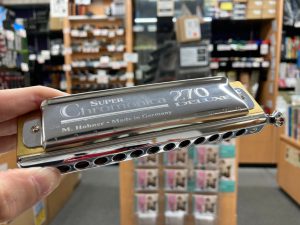 SUPER
Chromonica 270
DELUXE
M. Hohner - Made in Germany